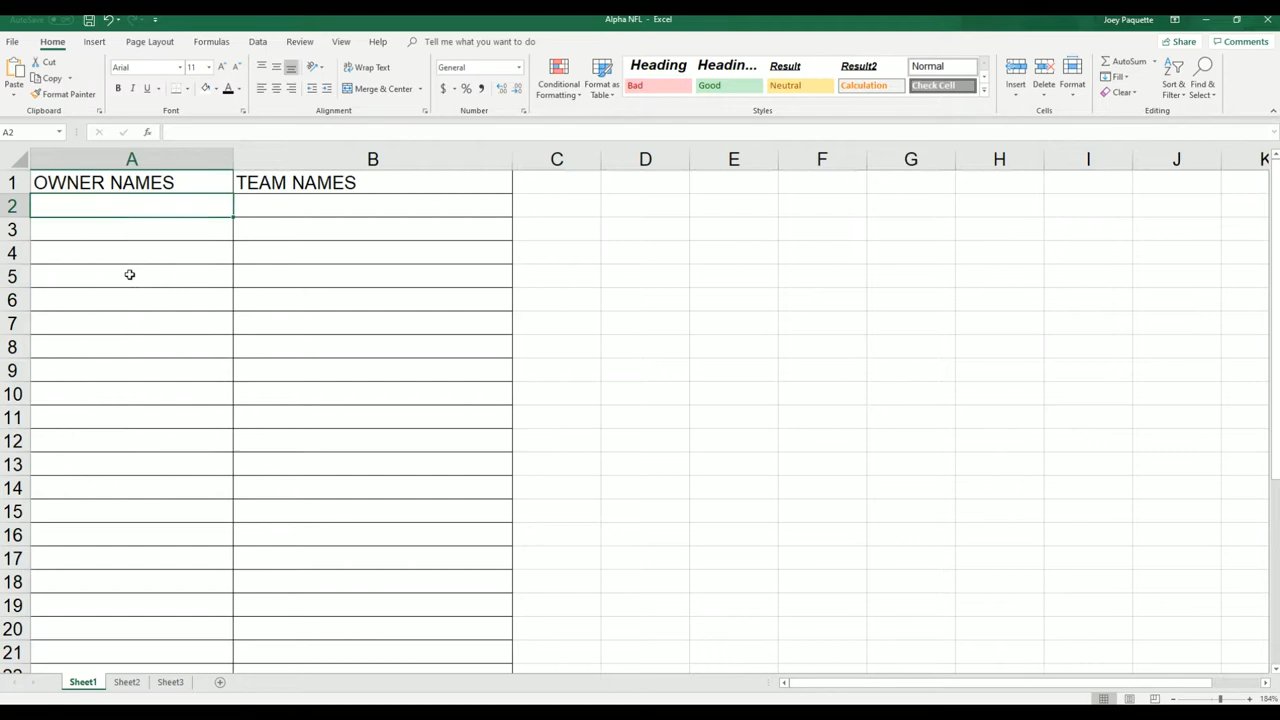 AutoSave Off Alpha NFL - Excel Joey Paquette
File Home Insert Page Layout Formulas Data Review View Help Tell me what you want to do Share Comments
Paste Cut Copy Format Painter Clipboard
Arial 11 B I U Font
Wrap Text Merge & Center Alignment
General $ % Number
Conditional Formatting Format as Table Heading Headin... Result Result2 Normal
Bad Good Neutral Calculation Check Cell Styles
Insert Delete Format Cells
AutoSum Fill Clear Sort & Filter Find & Select Editing
A2 fx
A B C D E F G H I J K
1 OWNER NAMES TEAM NAMES
2
3
4
5
6
7
8
9
10
11
12
13
14
15
16
17
18
19
20
21
Sheet1 Sheet2 Sheet3
184%